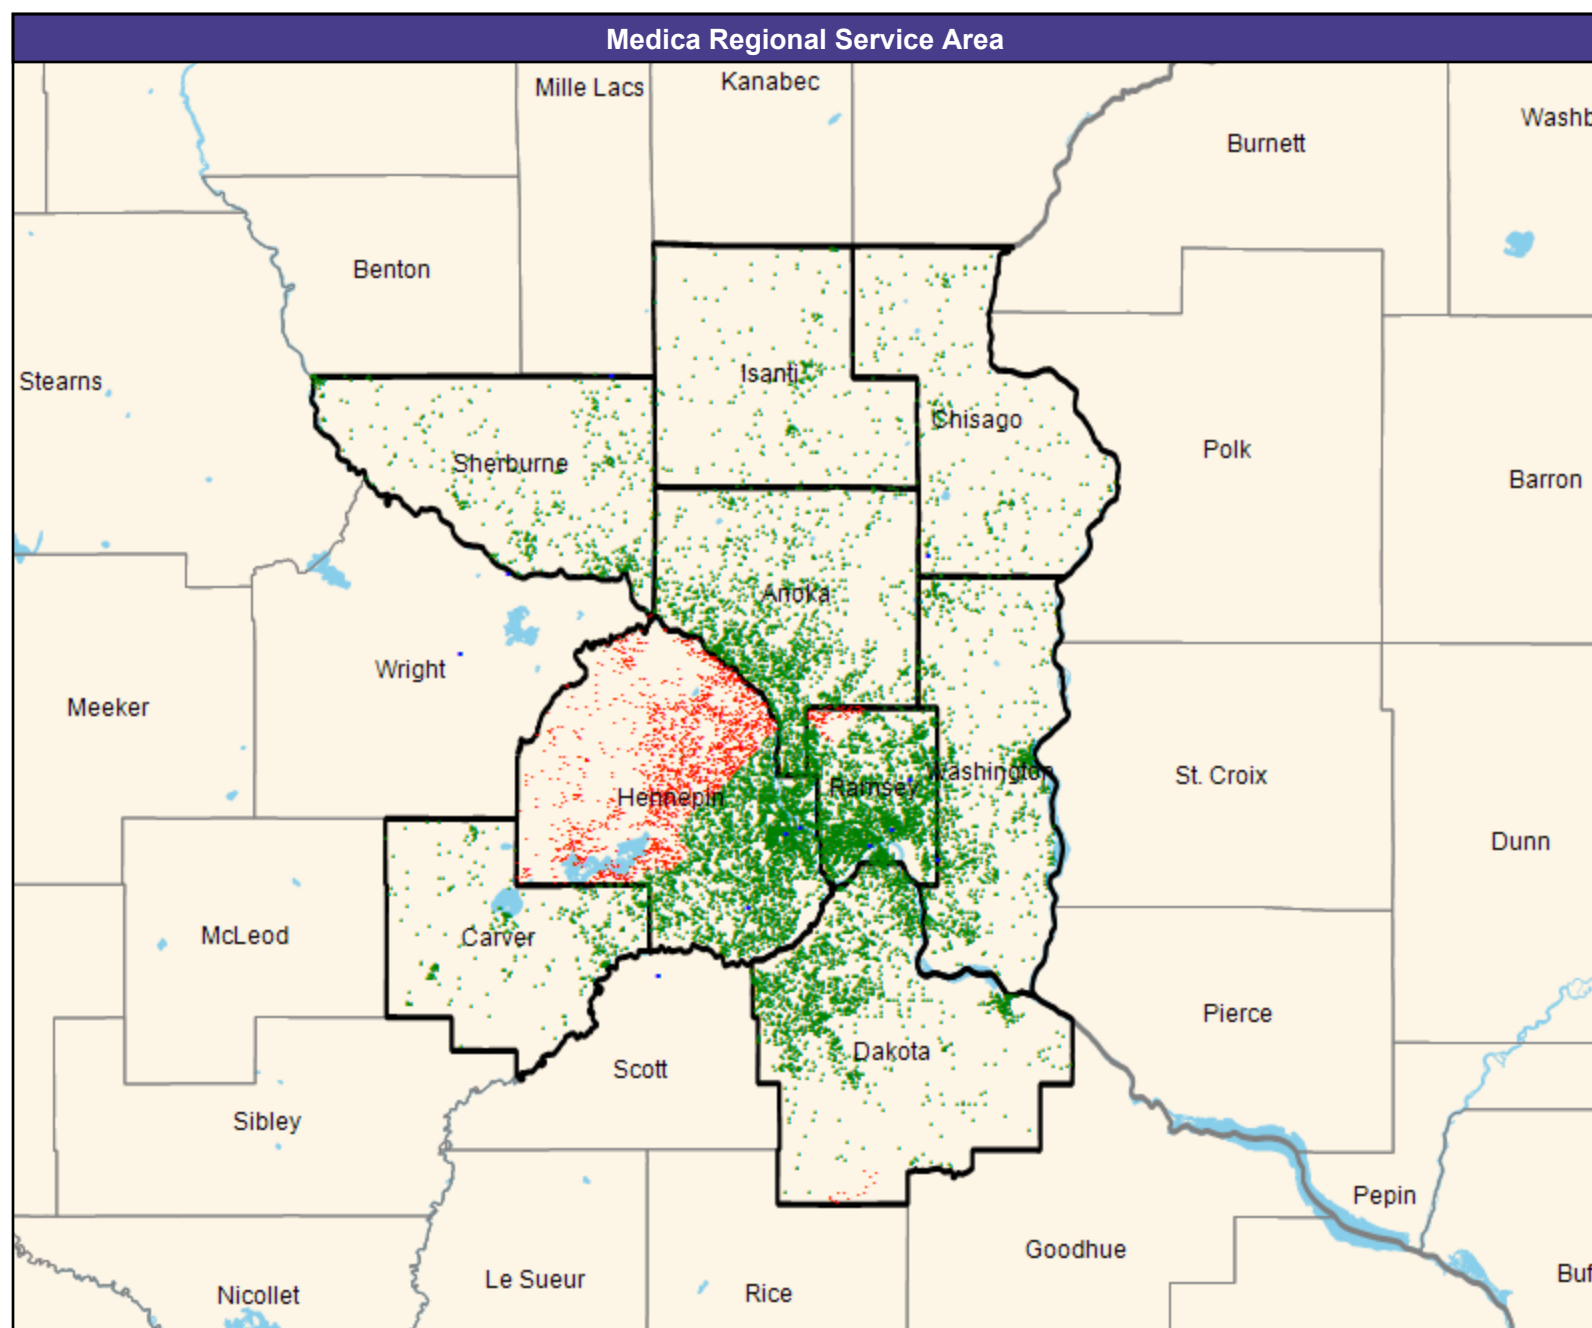 Medica Regional Service Area
Mille Lacs
Kanabec
Washb
Burnett
Benton
Stearns
Isanti
Chisago
Polk
Sherburne
Barron
Anoka
Wright
Meeker
Washington
St. Croix
Hennepin
Ramsey
Dunn
McLeod
Carver
Pierce
Dakota
Scott
Sibley
Pepin
Goodhue
Le Sueur
Rice
Nicollet
Buf